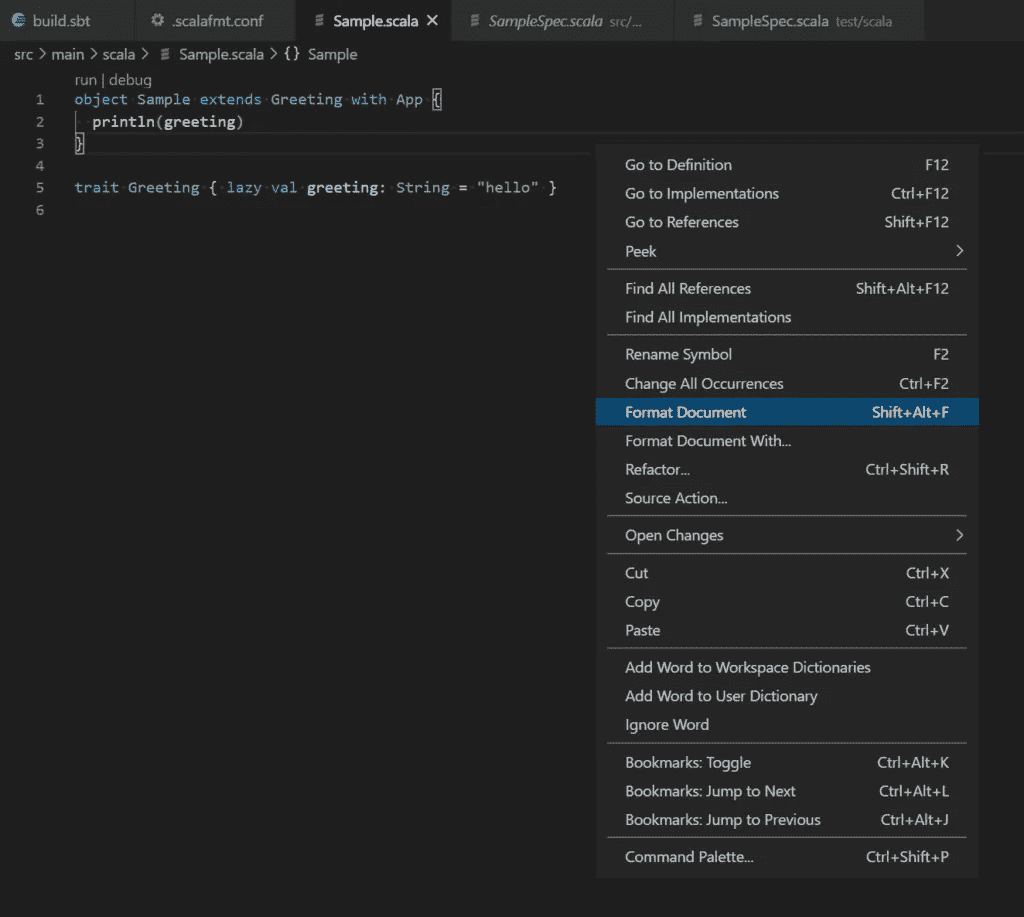 build.sbt .scalafmt.conf Sample.scala SampleSpec.scala src/... SampleSpec.scala test/scala
src > main > scala > Sample.scala > {} Sample
run | debug
1 object Sample extends Greeting with App {
2 println(greeting)
3 }
4
5 trait Greeting { lazy val greeting: String = "hello" }
6
Go to Definition F12
Go to Implementations Ctrl+F12
Go to References Shift+F12
Peek
Find All References Shift+Alt+F12
Find All Implementations
Rename Symbol F2
Change All Occurrences Ctrl+F2
Format Document Shift+Alt+F
Format Document With...
Refactor... Ctrl+Shift+R
Source Action...
Open Changes
Cut Ctrl+X
Copy Ctrl+C
Paste Ctrl+V
Add Word to Workspace Dictionaries
Add Word to User Dictionary
Ignore Word
Bookmarks: Toggle Ctrl+Alt+K
Bookmarks: Jump to Next Ctrl+Alt+L
Bookmarks: Jump to Previous Ctrl+Alt+J
Command Palette... Ctrl+Shift+P